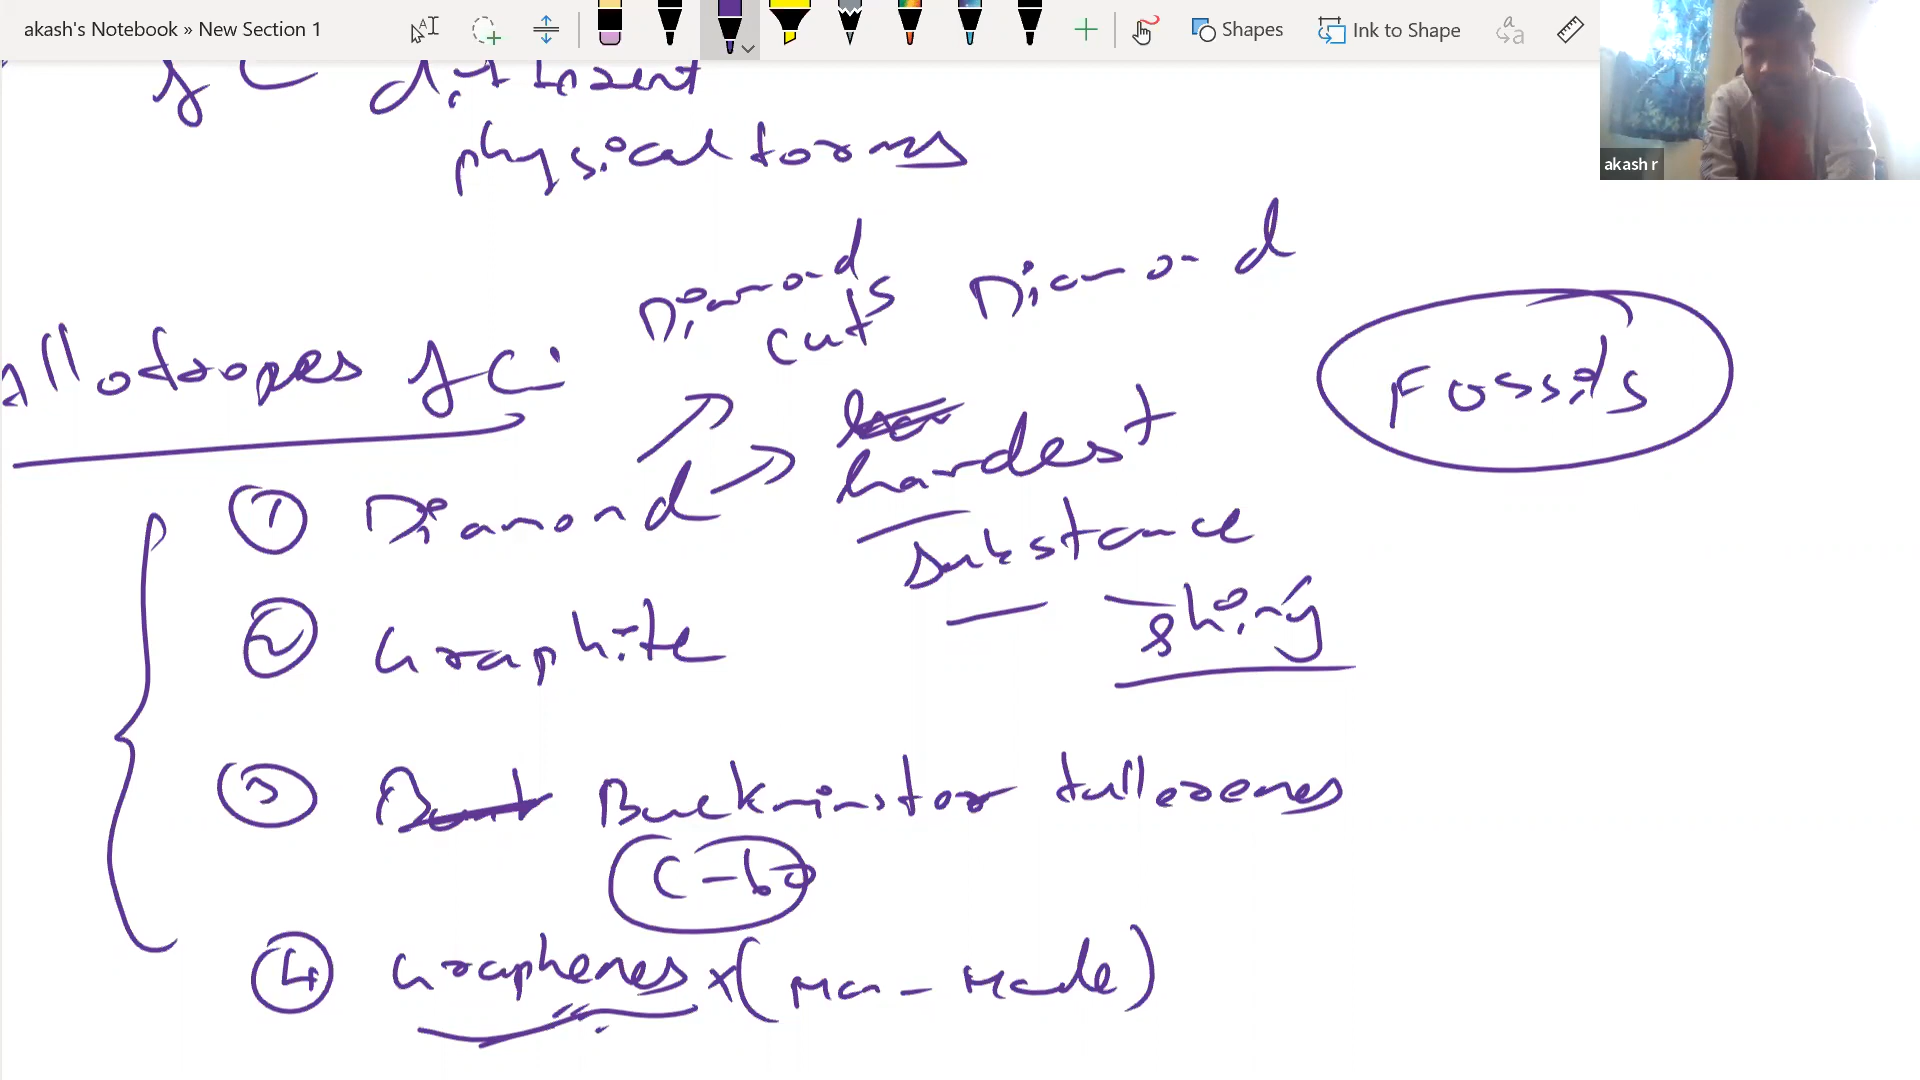 akash's Notebook » New Section 1
Shapes
Ink to Shape
akash r
of C different
physical forms
Diamond cuts Diamond
Allotropes of C:
Fossils
① Diamond → hardest
substance
— shiny
② Graphite
③ Buckminstor fullerenes
C-60
④ Graphenes x (Man-Made)